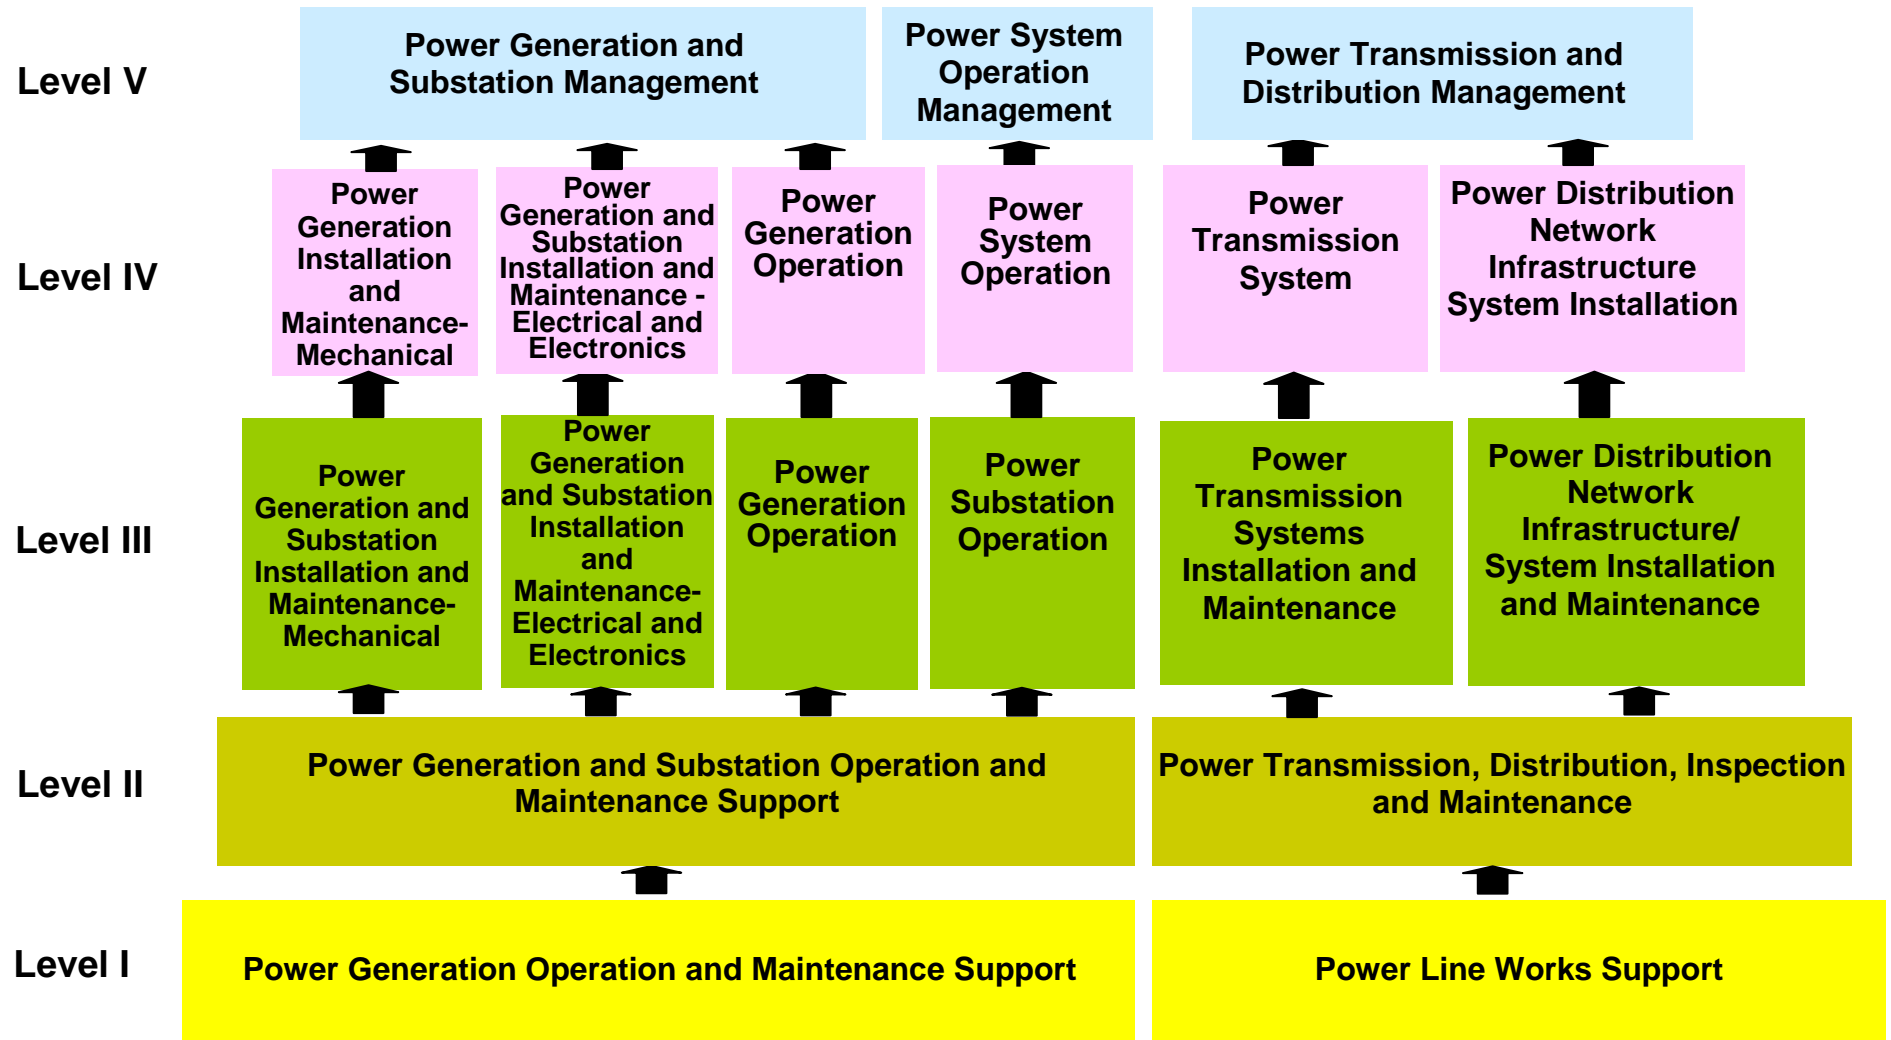 Level V
Power Generation and
Substation Management
Power System
Operation
Management
Power Transmission and
Distribution Management
Level IV
Power
Generation
Installation
and
Maintenance-
Mechanical
Power
Generation and
Substation
Installation and
Maintenance -
Electrical and
Electronics
Power
Generation
Operation
Power
System
Operation
Power
Transmission
System
Power Distribution
Network
Infrastructure
System Installation
Level III
Power
Generation and
Substation
Installation and
Maintenance-
Mechanical
Power
Generation
and Substation
Installation
and
Maintenance-
Electrical and
Electronics
Power
Generation
Operation
Power
Substation
Operation
Power
Transmission
Systems
Installation and
Maintenance
Power Distribution
Network
Infrastructure/
System Installation
and Maintenance
Level II
Power Generation and Substation Operation and
Maintenance Support
Power Transmission, Distribution, Inspection
and Maintenance
Level I
Power Generation Operation and Maintenance Support
Power Line Works Support